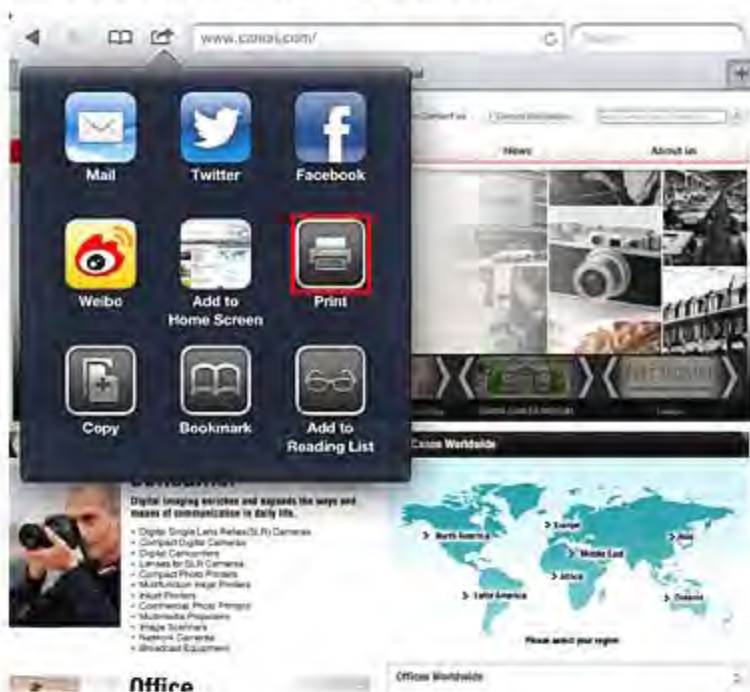 www.canon.com/
Mail
Twitter
Facebook
Weibo
Add to
Home Screen
Print
Copy
Bookmark
Add to
Reading List
Contact us
News
About us
Canon Worldwide
Digital imaging enriches and expands the ways and
means of communication in daily life.
• Digital Single Lens Reflex(SLR) Cameras
• Compact Digital Cameras
• Digital Camcorders
• Lenses for SLR Cameras
• Compact Photo Printers
• Multifunction Inkjet Printers
• Inkjet Printers
• Commercial Photo Printers
• Multimedia Projectors
• Image Scanners
• Network Cameras
• Broadcast Equipment
> North America
> Europe
> Asia
> Middle East
> Africa
> Latin America
> Oceania
Please select your region
Office
Offices Worldwide